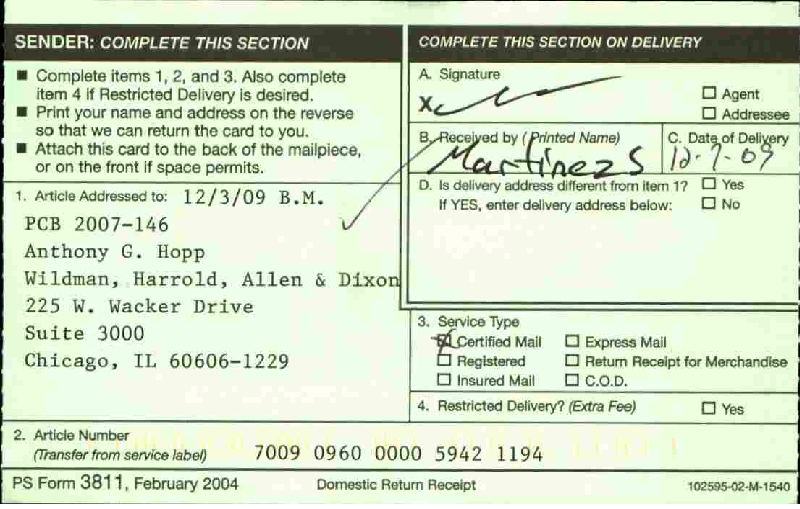 SENDER: COMPLETE THIS SECTION
■ Complete items 1, 2, and 3. Also complete
item 4 if Restricted Delivery is desired.
■ Print your name and address on the reverse
so that we can return the card to you.
■ Attach this card to the back of the mailpiece,
or on the front if space permits.
1. Article Addressed to: 12/3/09 B.M.
PCB 2007-146
Anthony G. Hopp
Wildman, Harrold, Allen & Dixon
225 W. Wacker Drive
Suite 3000
Chicago, IL 60606-1229
COMPLETE THIS SECTION ON DELIVERY
A. Signature
X
☐ Agent
☐ Addressee
B. Received by (Printed Name)
Martinez S
C. Date of Delivery
12-7-09
D. Is delivery address different from item 1? ☐ Yes
If YES, enter delivery address below: ☐ No
3. Service Type
☒ Certified Mail ☐ Express Mail
☐ Registered ☐ Return Receipt for Merchandise
☐ Insured Mail ☐ C.O.D.
4. Restricted Delivery? (Extra Fee) ☐ Yes
2. Article Number
(Transfer from service label) 7009 0960 0000 5942 1194
PS Form 3811, February 2004 Domestic Return Receipt 102595-02-M-1540